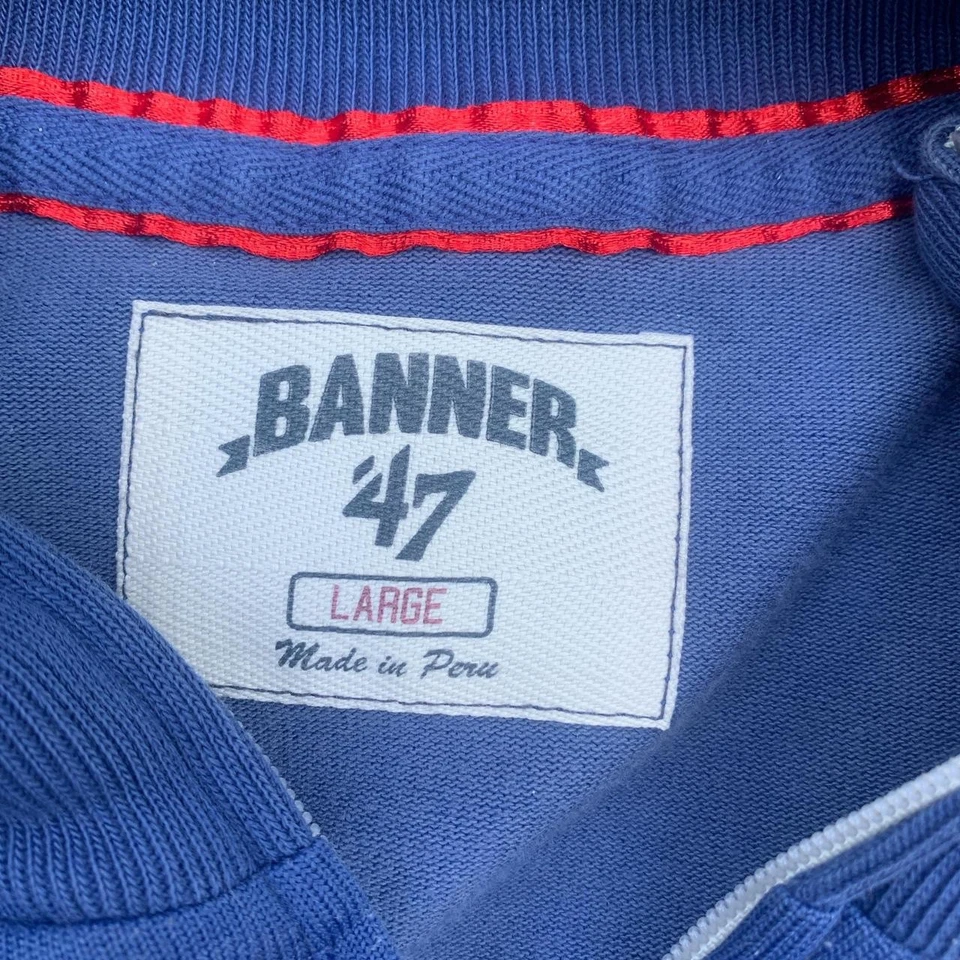 BANNER
'47
LARGE
Made in Peru